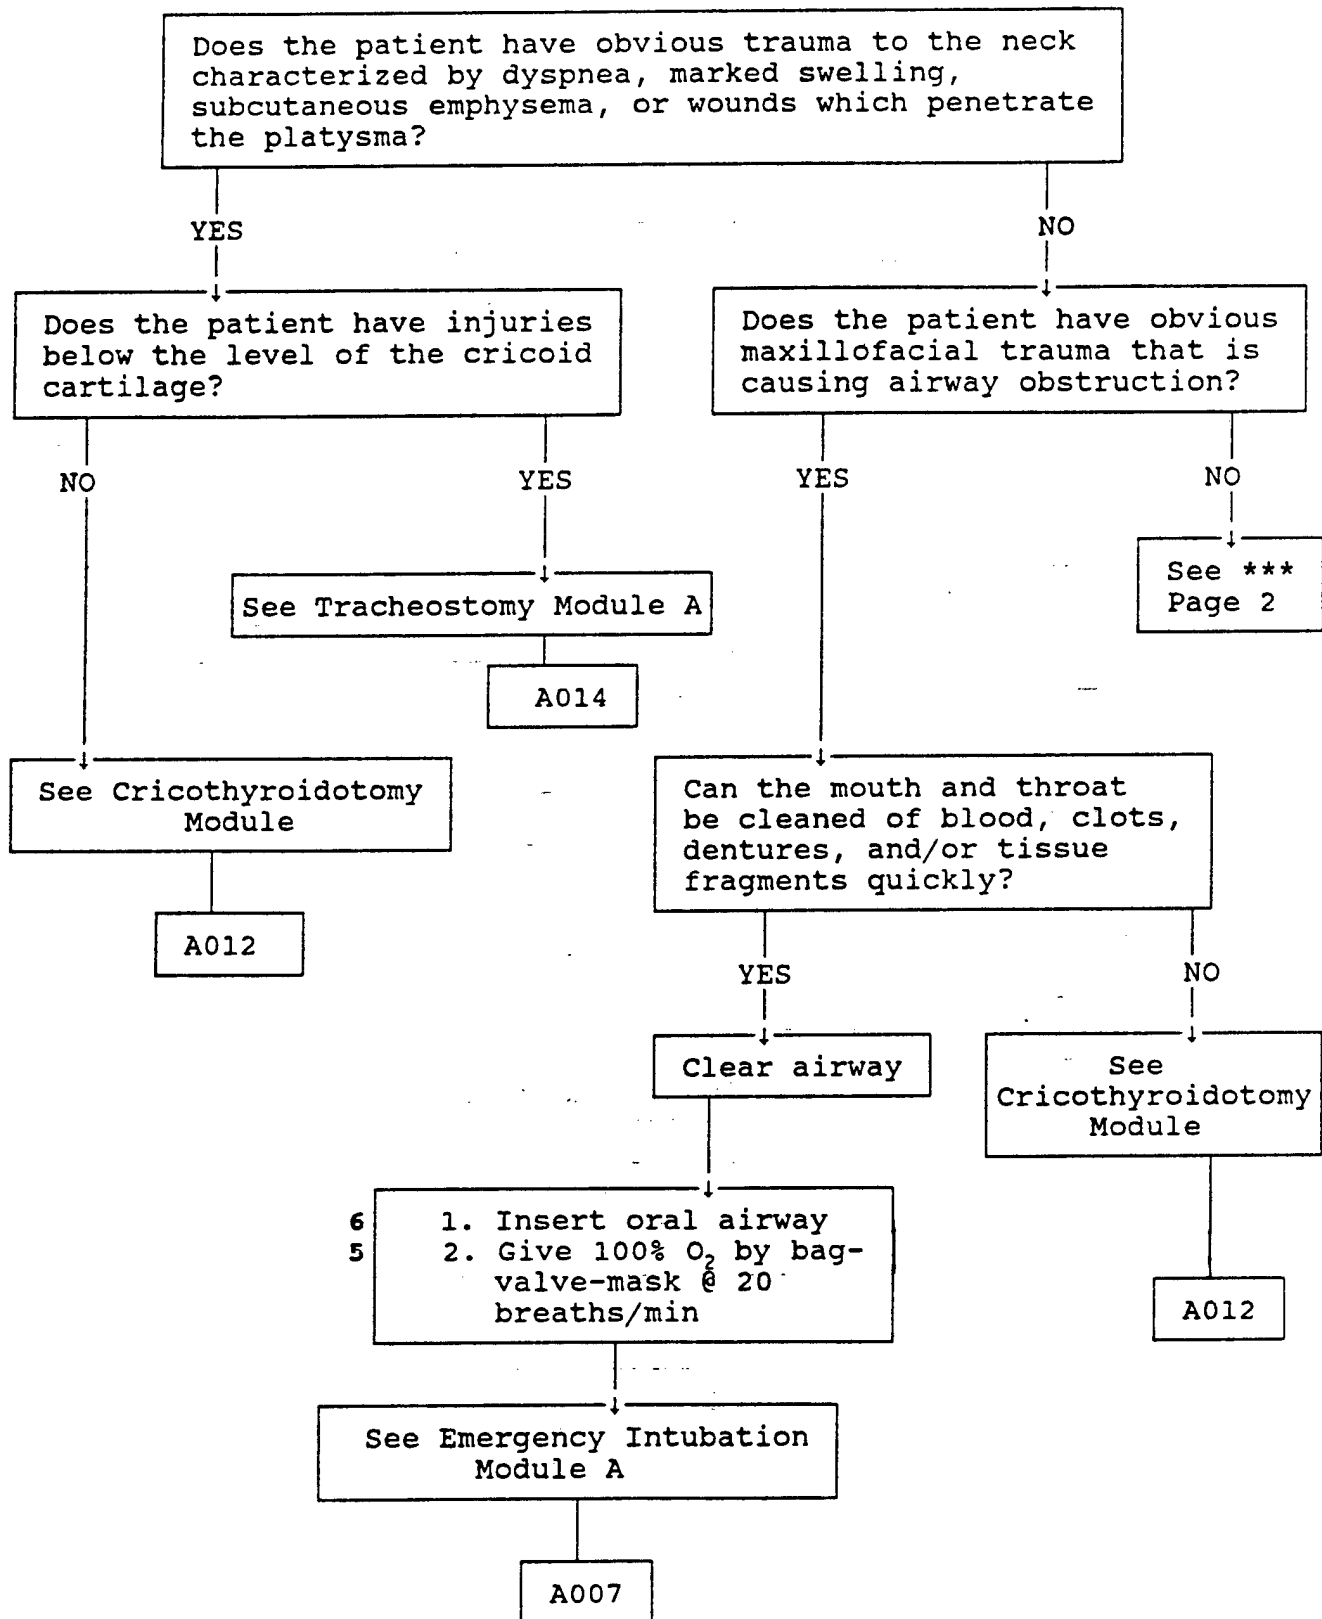 Does the patient have obvious trauma to the neck
characterized by dyspnea, marked swelling,
subcutaneous emphysema, or wounds which penetrate
the platysma?
YES
NO
Does the patient have injuries
below the level of the cricoid
cartilage?
Does the patient have obvious
maxillofacial trauma that is
causing airway obstruction?
NO
YES
YES
NO
See ***
Page 2
See Tracheostomy Module A
A014
See Cricothyroidotomy
Module
A012
Can the mouth and throat
be cleaned of blood, clots,
dentures, and/or tissue
fragments quickly?
YES
NO
Clear airway
See
Cricothyroidotomy
Module
A012
6 1. Insert oral airway
5 2. Give 100% O₂ by bag-
valve-mask @ 20
breaths/min
See Emergency Intubation
Module A
A007